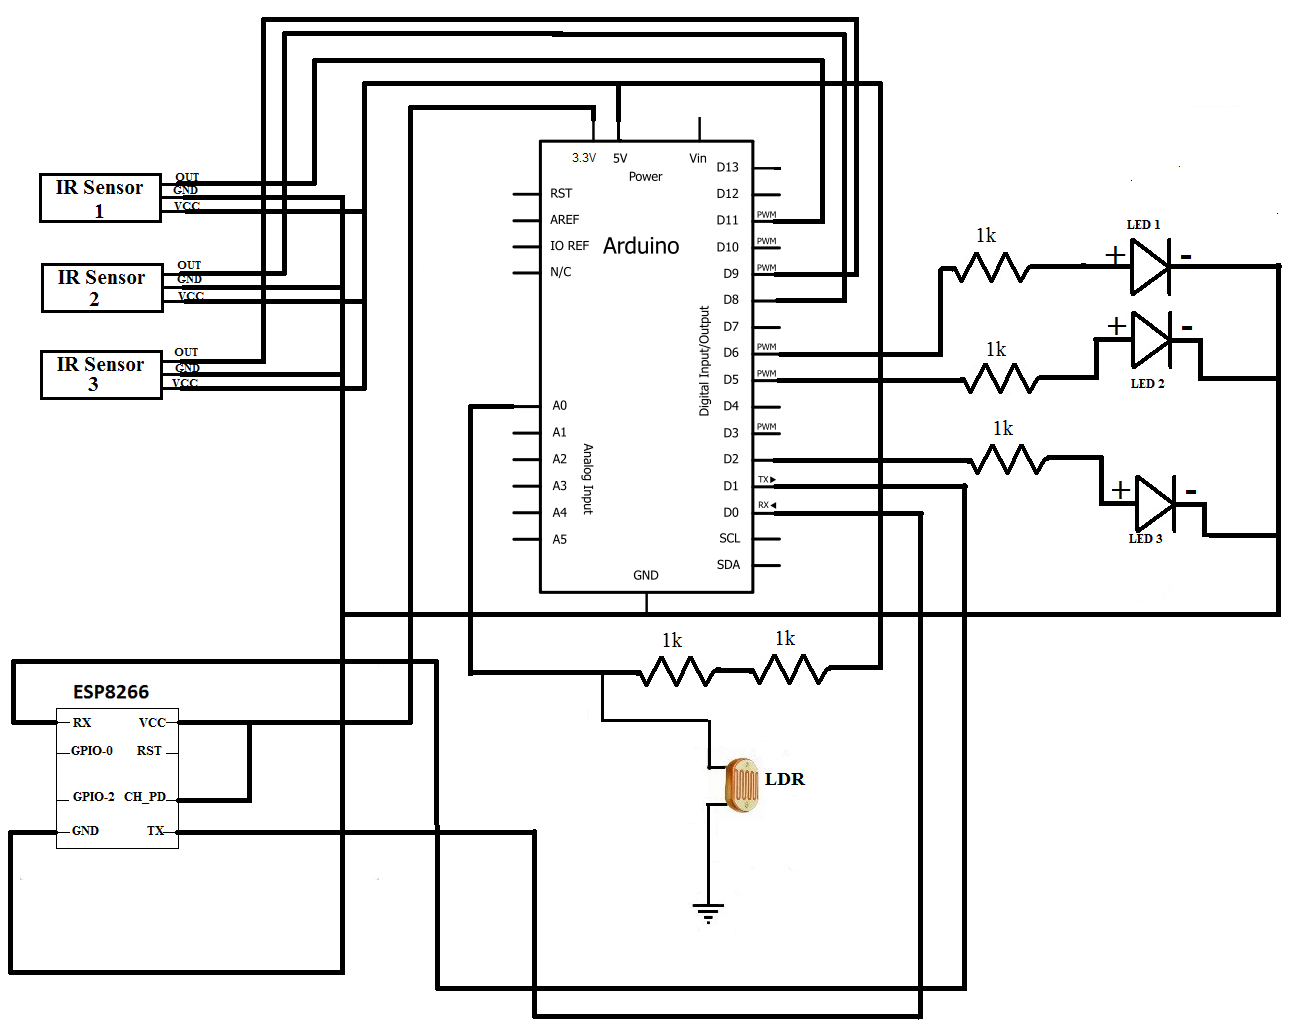 IR Sensor
1
OUT
GND
VCC
IR Sensor
2
OUT
GND
VCC
IR Sensor
3
OUT
GND
VCC
3.3V 5V Vin
Power
Arduino
RST
AREF
IO REF
N/C
A0
A1
A2
A3
A4
A5
Analog Input
D13
D12
D11 PWM
D10 PWM
D9 PWM
D8
D7
D6 PWM
D5 PWM
D4
D3 PWM
D2
D1 TX
D0 RX
SCL
SDA
Digital Input/Output
GND
1k
+ LED 1 -
1k
+ -
LED 2
1k
+ -
LED 3
1k 1k
LDR
ESP8266
RX VCC
GPIO-0 RST
GPIO-2 CH_PD
GND TX